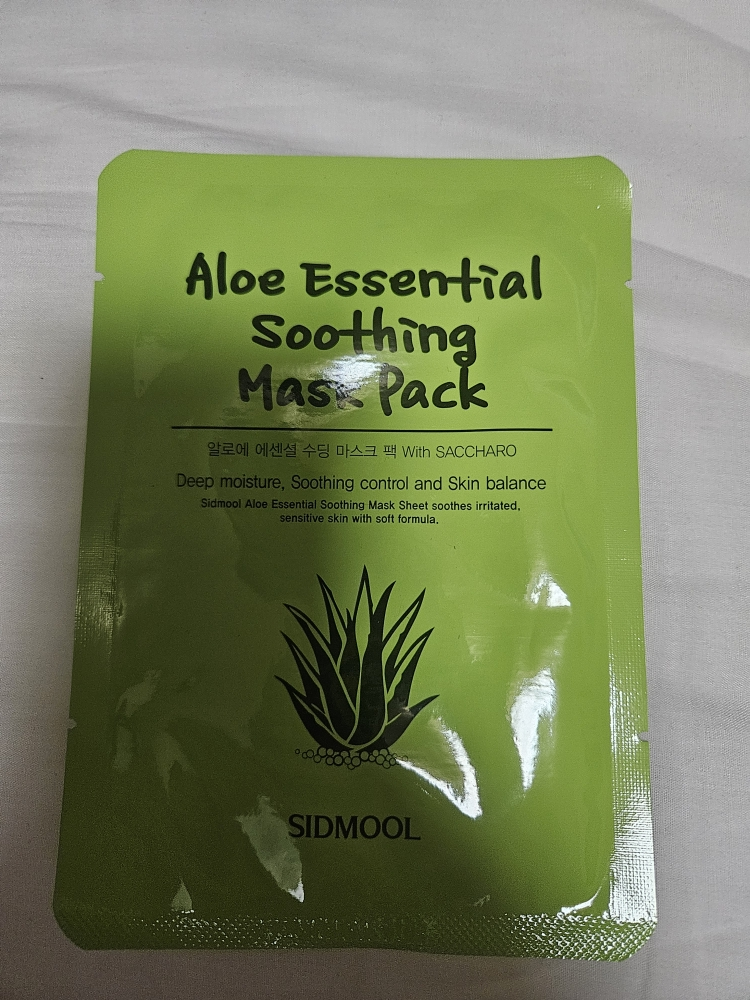 Aloe Essential
Soothing
Mask Pack
알로에 에센셜 수딩 마스크 팩 With SACCHARO
Deep moisture, Soothing control and Skin balance
Sidmool Aloe Essential Soothing Mask Sheet soothes irritated,
sensitive skin with soft formula.
SIDMOOL